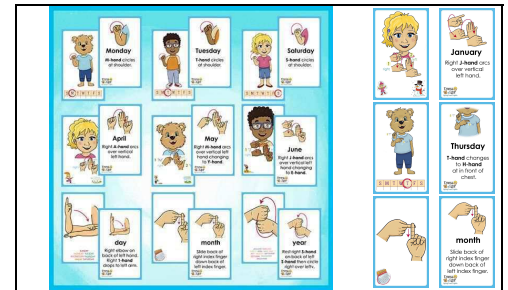 Monday
M-hand circles
at shoulder.
Tuesday
T-hand circles
at shoulder.
Saturday
S-hand circles
at shoulder.
April
Right A-hand arcs
over vertical
left hand.
May
Right M-hand arcs
over vertical left
hand changing
to Y-hand.
June
Right J-hand arcs
over vertical left
hand changing
to E-hand.
day
Right elbow on
back of left hand.
Right 1-hand
drops to left arm.
month
Slide back of
right index finger
down back of
left index finger.
year
Rest right S-hand
on back of left
S-hand then circle
right over left.
January
Right J-hand arcs
over vertical
left hand.
Thursday
T-hand changes
to H-hand
at in front of
chest.
month
Slide back of
right index finger
down back of
left index finger.